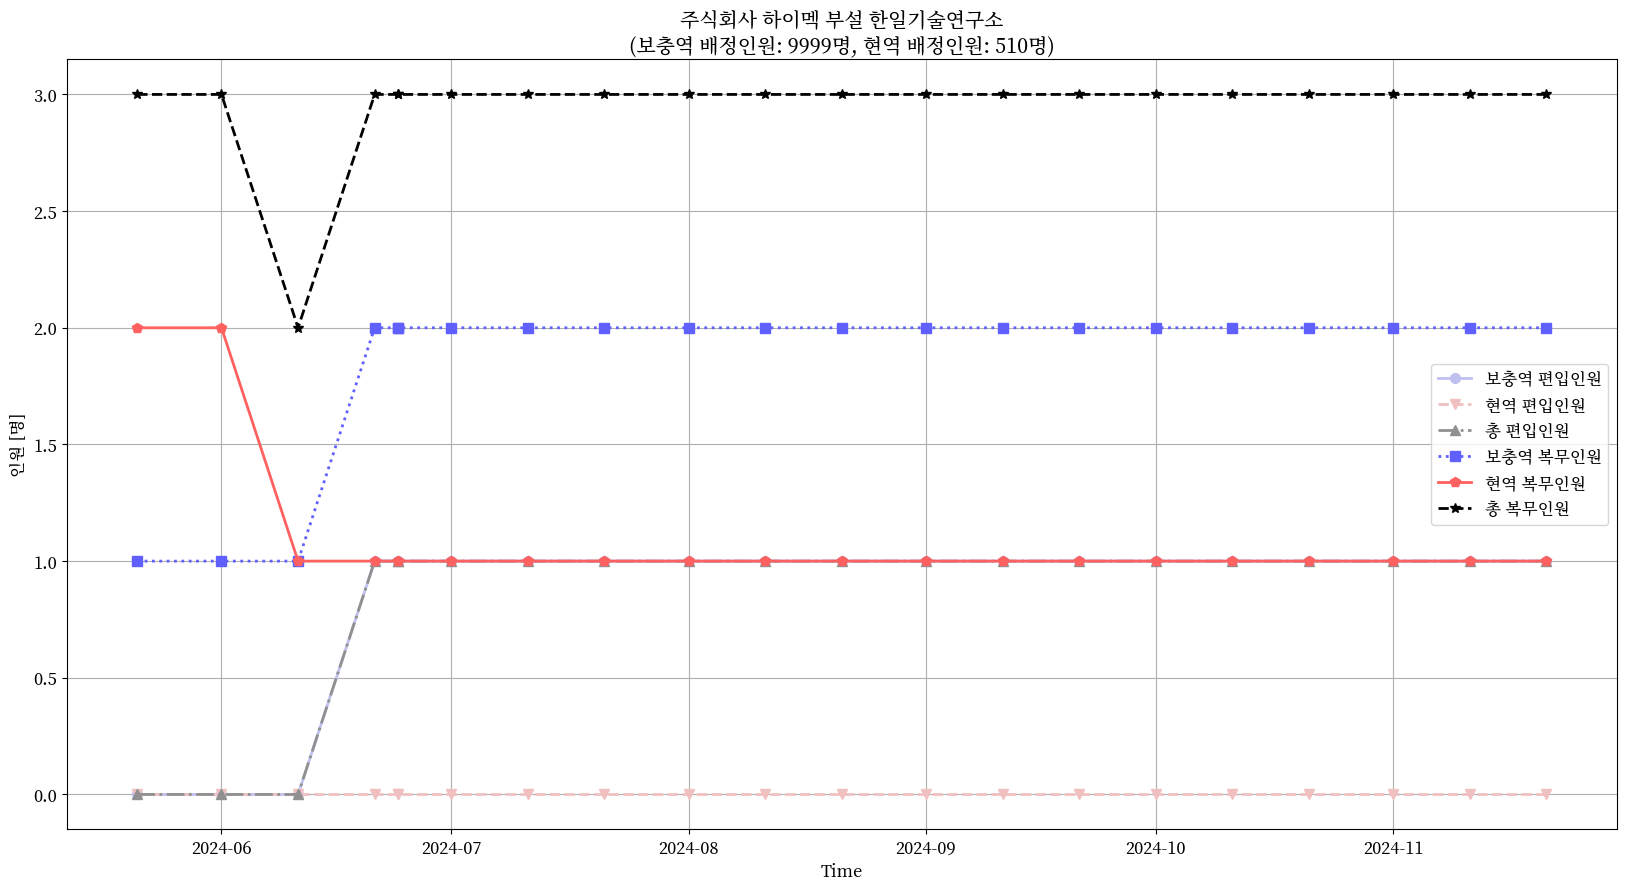 주식회사 하이멕 부설 한일기술연구소
(보충역 배정인원: 9999명, 현역 배정인원: 510명)
3.0
2.5
2.0
1.5
1.0
0.5
0.0
인원 [명]
보충역 편입인원
현역 편입인원
총 편입인원
보충역 복무인원
현역 복무인원
총 복무인원
2024-06
2024-07
2024-08
2024-09
2024-10
2024-11
Time